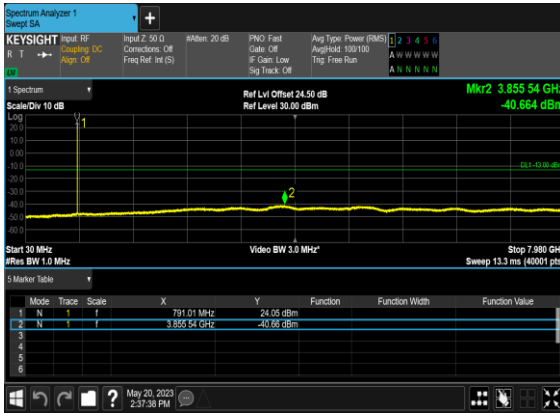 Spectrum Analyzer 1
Swept SA
+
KEYSIGHT Input: RF Input Z: 50 Ω #Atten: 20 dB PNO: Fast Avg Type: Power (RMS) 1 2 3 4 5 6
R T Coupling: DC Corrections: Off Gate: Off Avg|Hold: 100/100 A W W W W W
Align: Off Freq Ref: Int (S) IF Gain: Low Trig: Free Run
Sig Track: Off A N N N N N
1 Spectrum Ref Lvl Offset 24.50 dB Mkr2 3.855 54 GHz
Scale/Div 10 dB Ref Level 30.00 dBm -40.664 dBm
Log
20.0
10.0
0.00
-10.0
-20.0
-30.0
-40.0
-50.0
-60.0
1
2
DL1 -13.00 dBm
Start 30 MHz Video BW 3.0 MHz* Stop 7.980 GHz
#Res BW 1.0 MHz Sweep 13.3 ms (40001 pts)
5 Marker Table
Mode Trace Scale X Y Function Function Width Function Value
1 N 1 f 791.01 MHz 24.05 dBm
2 N 1 f 3.855 54 GHz -40.66 dBm
3
4
5
6
? May 20, 2023
2:37:38 PM